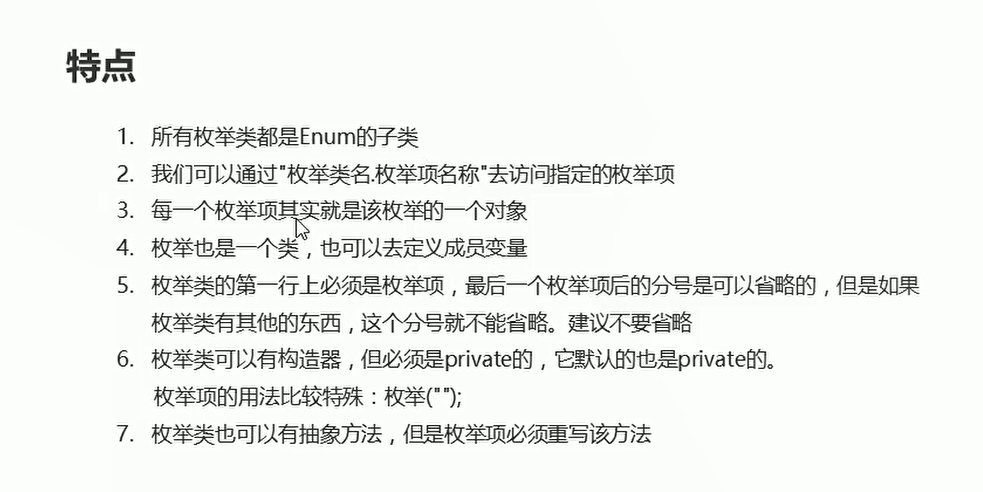 特点
1. 所有枚举类都是Enum的子类
2. 我们可以通过"枚举类名.枚举项名称"去访问指定的枚举项
3. 每一个枚举项其实就是该枚举的一个对象
4. 枚举也是一个类，也可以去定义成员变量
5. 枚举类的第一行上必须是枚举项，最后一个枚举项后的分号是可以省略的，但是如果
枚举类有其他的东西，这个分号就不能省略。建议不要省略
6. 枚举类可以有构造器，但必须是private的，它默认的也是private的。
枚举项的用法比较特殊：枚举("");
7. 枚举类也可以有抽象方法，但是枚举项必须重写该方法